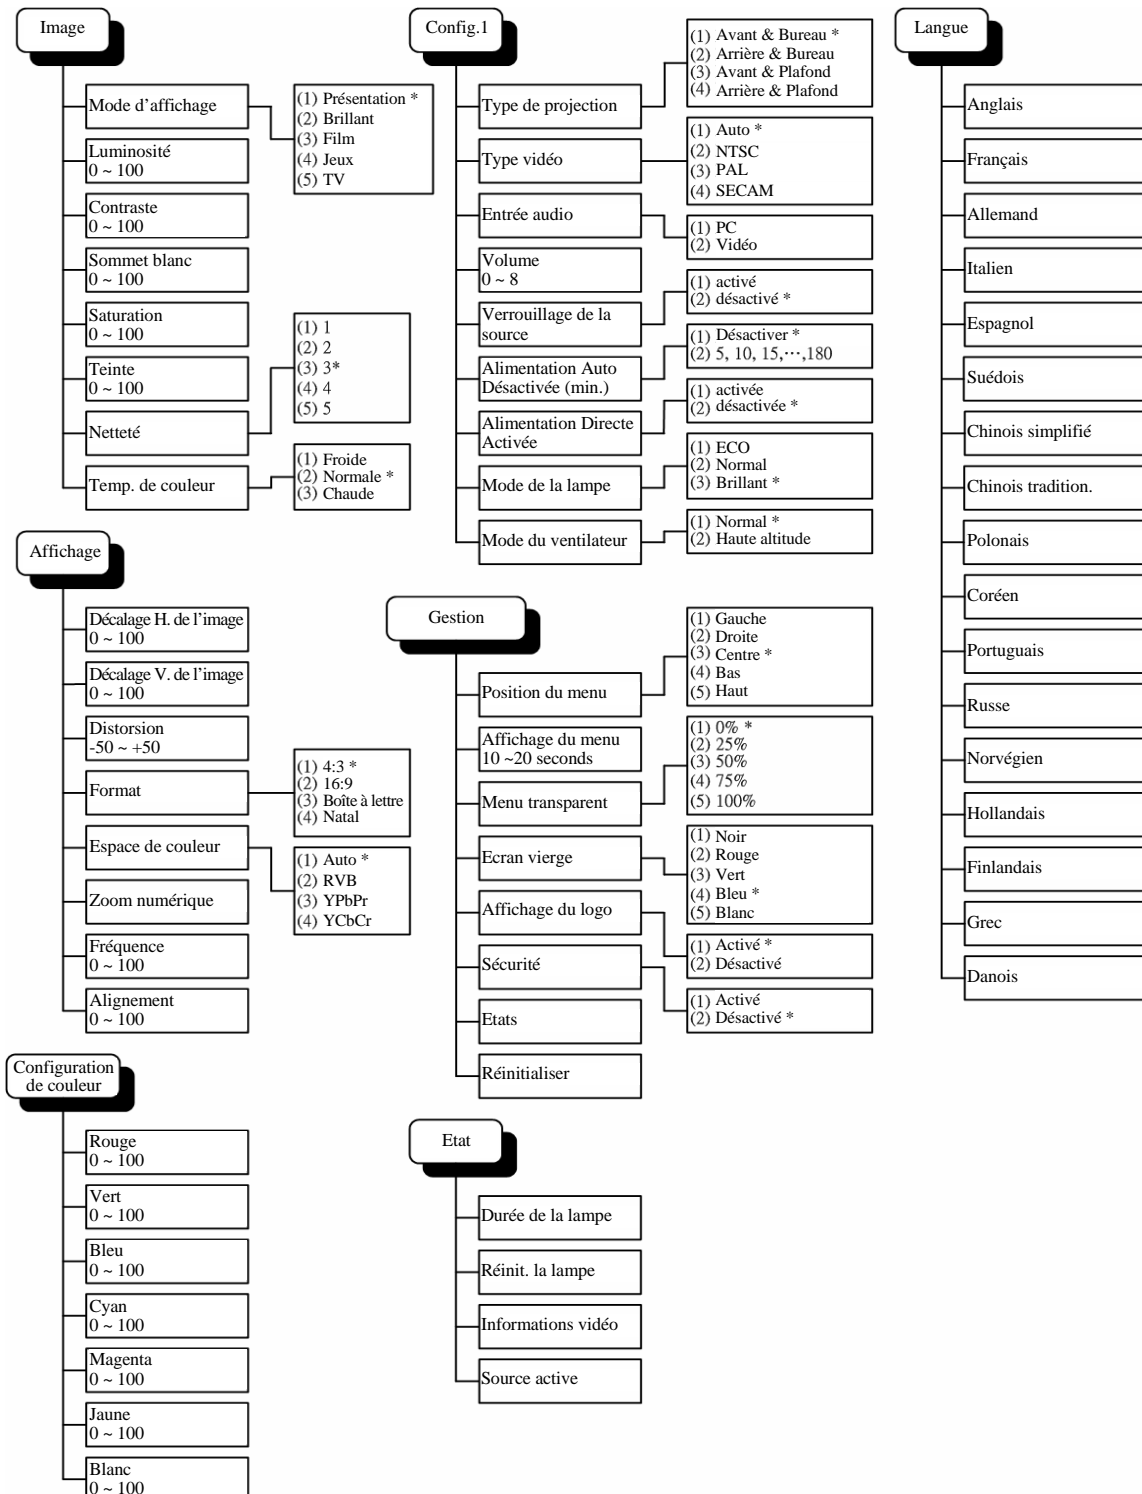 Image
Mode d'affichage
(1) Présentation *
(2) Brillant
(3) Film
(4) Jeux
(5) TV
Luminosité
0 ~ 100
Contraste
0 ~ 100
Sommet blanc
0 ~ 100
Saturation
0 ~ 100
Teinte
0 ~ 100
Netteté
(1) 1
(2) 2
(3) 3*
(4) 4
(5) 5
Temp. de couleur
(1) Froide
(2) Normale *
(3) Chaude
Affichage
Décalage H. de l'image
0 ~ 100
Décalage V. de l'image
0 ~ 100
Distorsion
-50 ~ +50
Format
(1) 4:3 *
(2) 16:9
(3) Boîte à lettre
(4) Natal
Espace de couleur
(1) Auto *
(2) RVB
(3) YPbPr
(4) YCbCr
Zoom numérique
Fréquence
0 ~ 100
Alignement
0 ~ 100
Configuration
de couleur
Rouge
0 ~ 100
Vert
0 ~ 100
Bleu
0 ~ 100
Cyan
0 ~ 100
Magenta
0 ~ 100
Jaune
0 ~ 100
Blanc
0 ~ 100
Config.1
Type de projection
(1) Avant & Bureau *
(2) Arrière & Bureau
(3) Avant & Plafond
(4) Arrière & Plafond
Type vidéo
(1) Auto *
(2) NTSC
(3) PAL
(4) SECAM
Entrée audio
(1) PC
(2) Vidéo
Volume
0 ~ 8
Verrouillage de la
source
(1) activé
(2) désactivé *
Alimentation Auto
Désactivée (min.)
(1) Désactiver *
(2) 5, 10, 15,⋯,180
Alimentation Directe
Activée
(1) activée
(2) désactivée *
Mode de la lampe
(1) ECO
(2) Normal
(3) Brillant *
Mode du ventilateur
(1) Normal *
(2) Haute altitude
Gestion
Position du menu
(1) Gauche
(2) Droite
(3) Centre *
(4) Bas
(5) Haut
Affichage du menu
10 ~20 seconds
Menu transparent
(1) 0% *
(2) 25%
(3) 50%
(4) 75%
(5) 100%
Ecran vierge
(1) Noir
(2) Rouge
(3) Vert
(4) Bleu *
(5) Blanc
Affichage du logo
(1) Activé *
(2) Désactivé
Sécurité
(1) Activé
(2) Désactivé *
Etats
Réinitialiser
Etat
Durée de la lampe
Réinit. la lampe
Informations vidéo
Source active
Langue
Anglais
Français
Allemand
Italien
Espagnol
Suédois
Chinois simplifié
Chinois tradition.
Polonais
Coréen
Portuguais
Russe
Norvégien
Hollandais
Finlandais
Grec
Danois